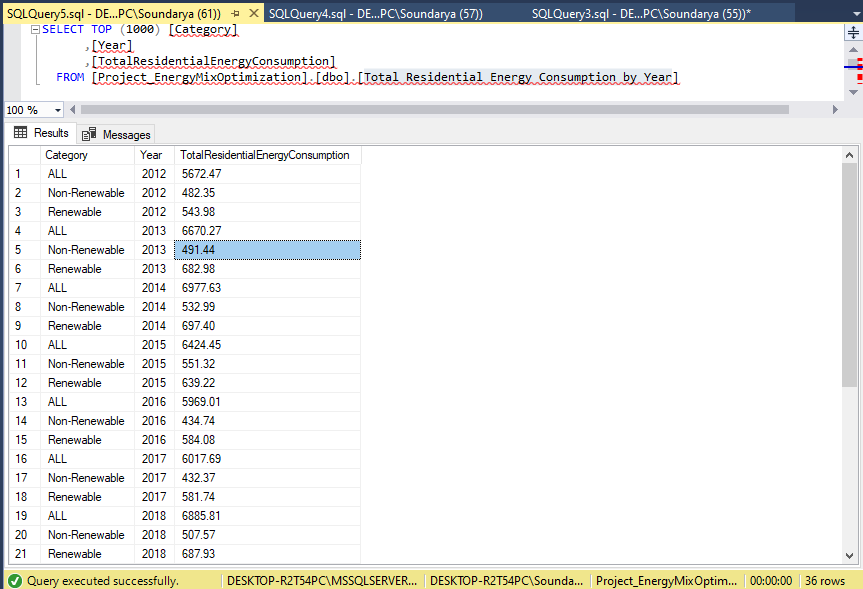 SQLQuery5.sql - DE...PC\Soundarya (61)) SQLQuery4.sql - DE...PC\Soundarya (57)) SQLQuery3.sql - DE...PC\Soundarya (55))*
SELECT TOP (1000) [Category]
,[Year]
,[TotalResidentialEnergyConsumption]
FROM [Project_EnergyMixOptimization].[dbo].[Total Residential Energy Consumption by Year]
100 %
Results Messages
Category Year TotalResidentialEnergyConsumption
1 ALL 2012 5672.47
2 Non-Renewable 2012 482.35
3 Renewable 2012 543.98
4 ALL 2013 6670.27
5 Non-Renewable 2013 491.44
6 Renewable 2013 682.98
7 ALL 2014 6977.63
8 Non-Renewable 2014 532.99
9 Renewable 2014 697.40
10 ALL 2015 6424.45
11 Non-Renewable 2015 551.32
12 Renewable 2015 639.22
13 ALL 2016 5969.01
14 Non-Renewable 2016 434.74
15 Renewable 2016 584.08
16 ALL 2017 6017.69
17 Non-Renewable 2017 432.37
18 Renewable 2017 581.74
19 ALL 2018 6885.81
20 Non-Renewable 2018 507.57
21 Renewable 2018 687.93
Query executed successfully. DESKTOP-R2T54PC\MSSQLSERVER... DESKTOP-R2T54PC\Sounda... Project_EnergyMixOptim... 00:00:00 36 rows